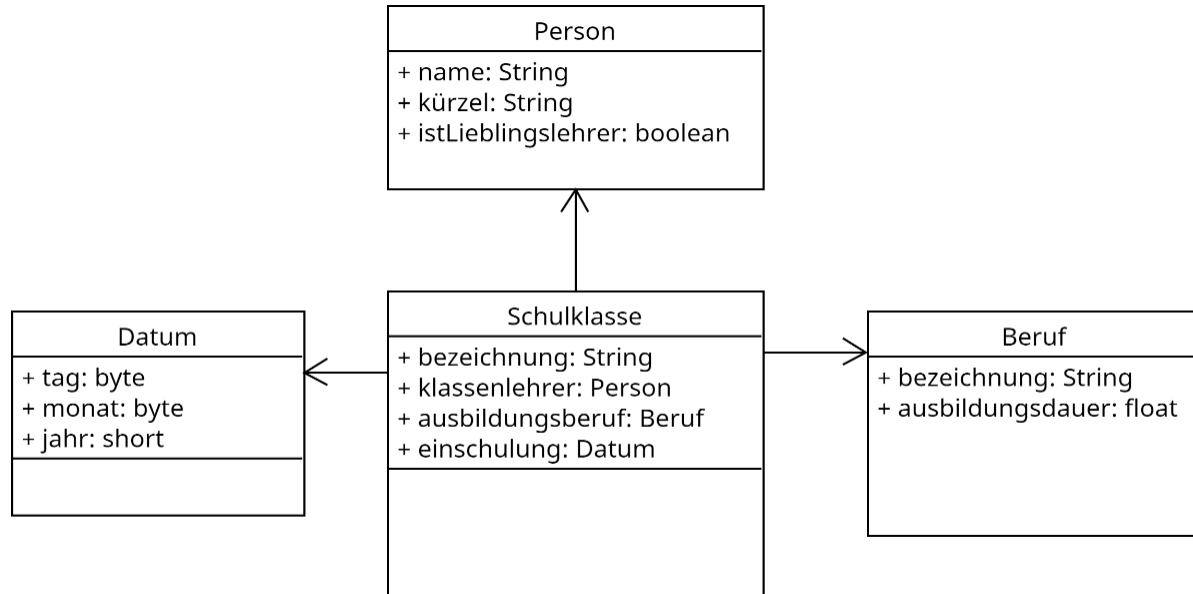 Person
+ name: String
+ kürzel: String
+ istLieblingslehrer: boolean
Datum
+ tag: byte
+ monat: byte
+ jahr: short
Schulklasse
+ bezeichnung: String
+ klassenlehrer: Person
+ ausbildungsberuf: Beruf
+ einschulung: Datum
Beruf
+ bezeichnung: String
+ ausbildungsdauer: float